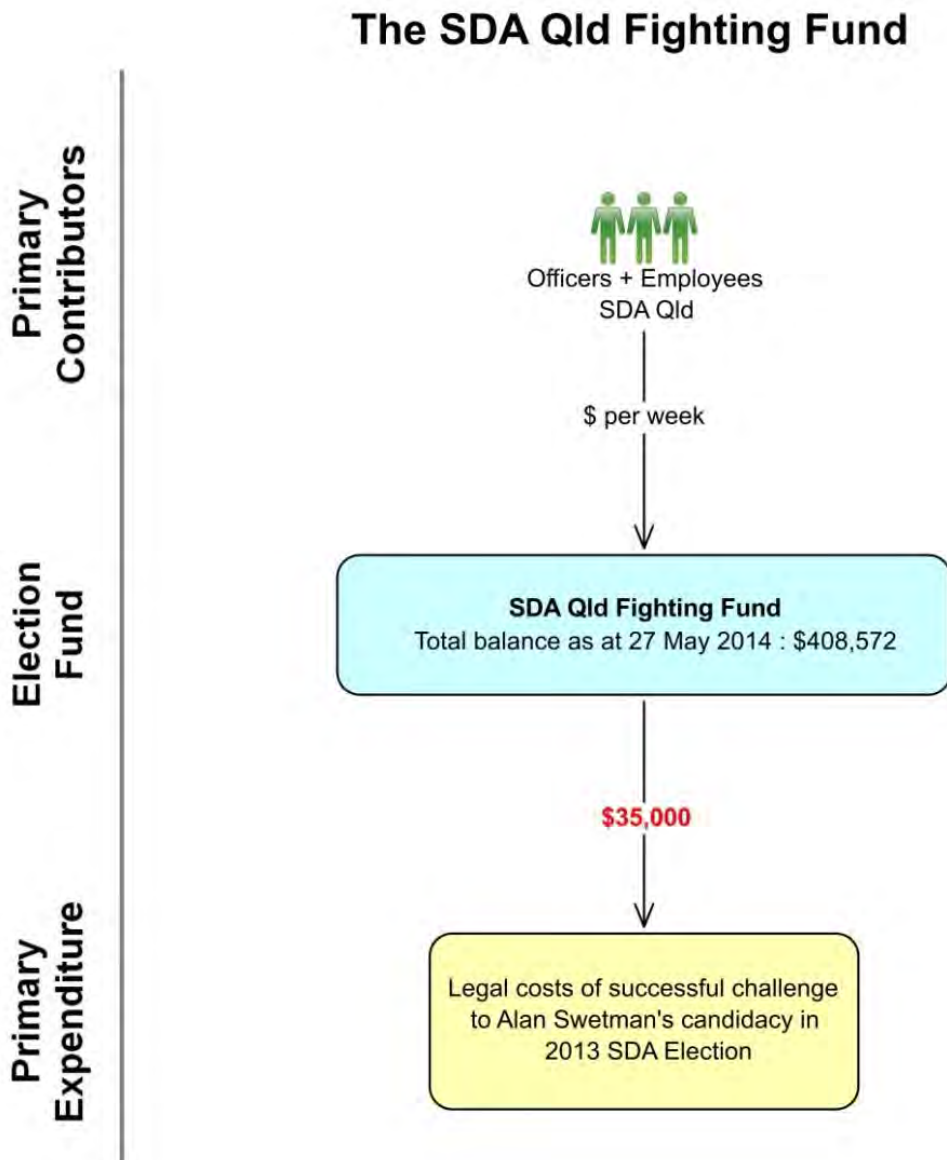 The SDA Qld Fighting Fund
Primary
Contributors
Officers + Employees
SDA Qld
$ per week
Election
Fund
SDA Qld Fighting Fund
Total balance as at 27 May 2014 : $408,572
$35,000
Primary
Expenditure
Legal costs of successful challenge
to Alan Swetman's candidacy in
2013 SDA Election